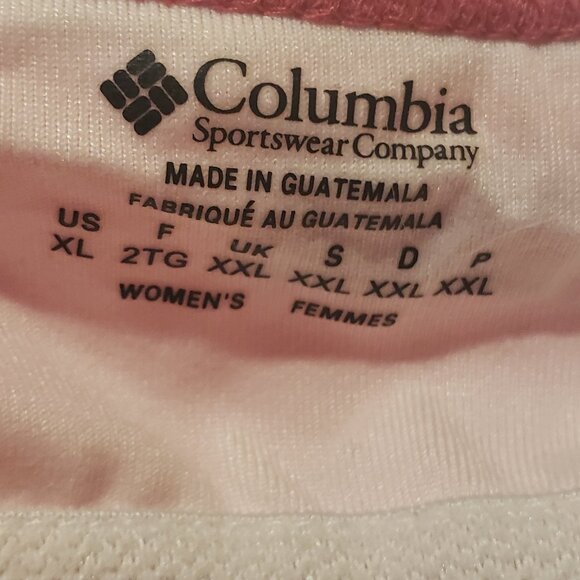 Columbia
Sportswear Company
MADE IN GUATEMALA
FABRIQUÉ AU GUATEMALA
US F UK S D P
XL 2TG XXL XXL XXL XXL
WOMEN'S FEMMES